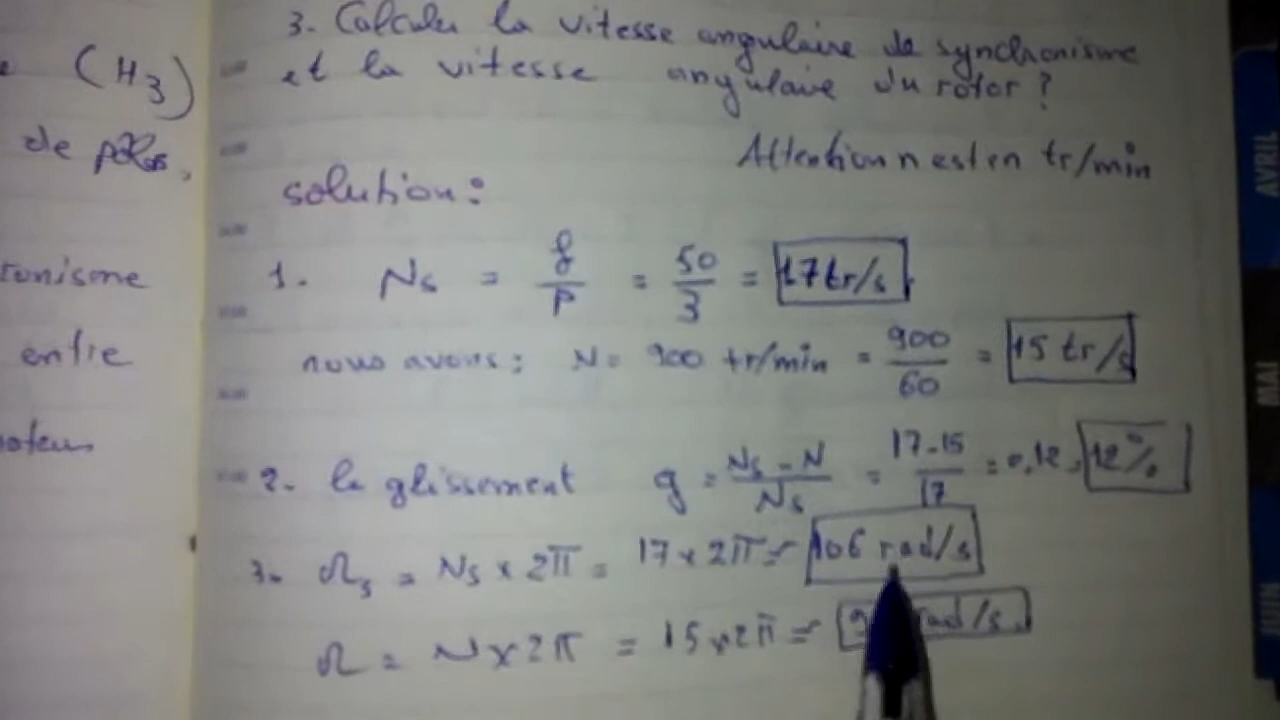 (H3)
de pôles,
entre
3. Calculer la vitesse angulaire de synchronisme
et la vitesse angulaire du rotor ?
Attention n est en tr/min
solution :
1. Ns = f/P = 50/3 = 17 tr/s
nous avons : N = 900 tr/min = 900/60 = 15 tr/s
2. le glissement g = Ns - N/Ns = 17-15/17 = 0,12 = 12%
3. Ωs = Ns x 2π = 17 x 2π = 106 rad/s
Ω = N x 2π = 15 x 2π = rad/s
AVRIL
MAI